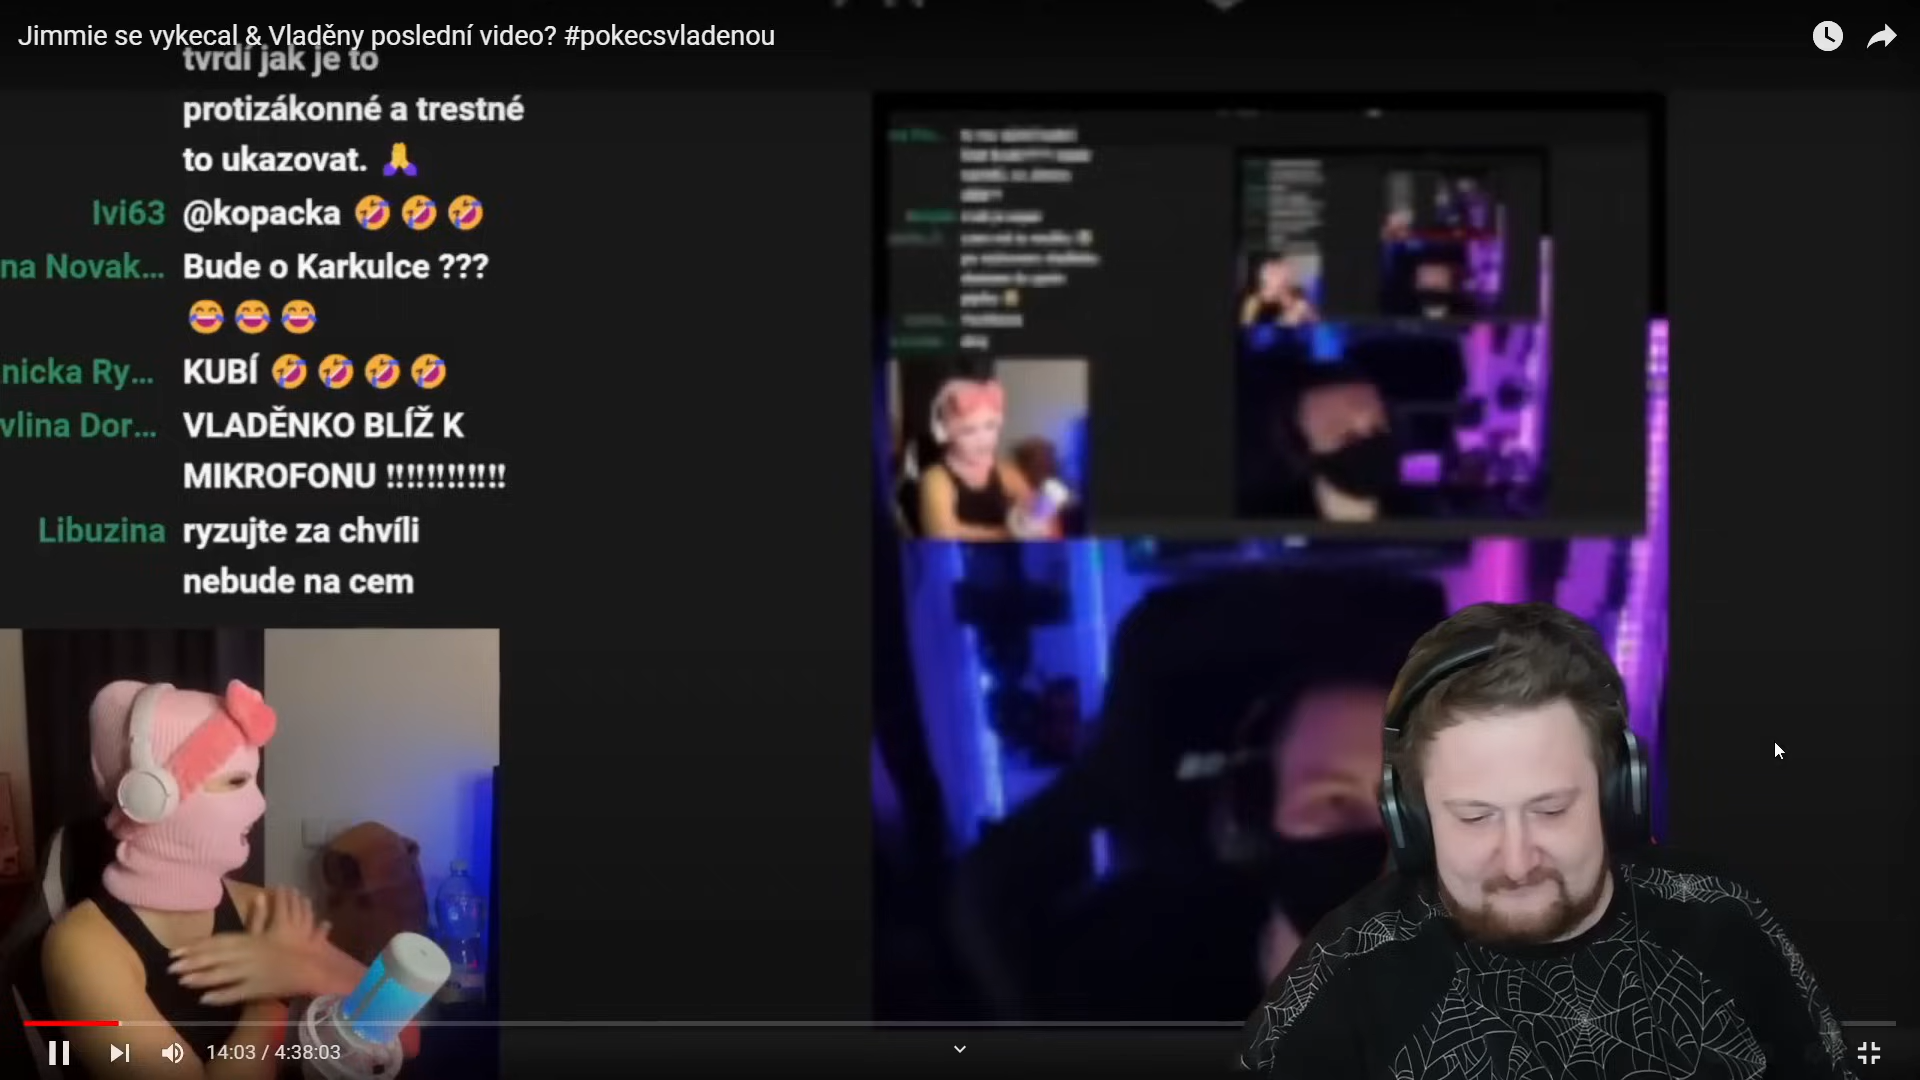 Jimmie se vykecal & Vladěny poslední video? #pokecsvladenou
tvrdí jak je to
protizákonné a trestné
to ukazovat. 🙏
Ivi63 @kopacka 🤣 🤣 🤣
na Novak... Bude o Karkulce ???
😂 😂 😂
nicka Ry... KUBÍ 🤣 🤣 🤣 🤣
vlina Dor... VLADĚNKO BLÍŽ K
MIKROFONU ‼‼‼‼‼‼
Libuzina ryzujte za chvíli
nebude na cem
14:03 / 4:38:03